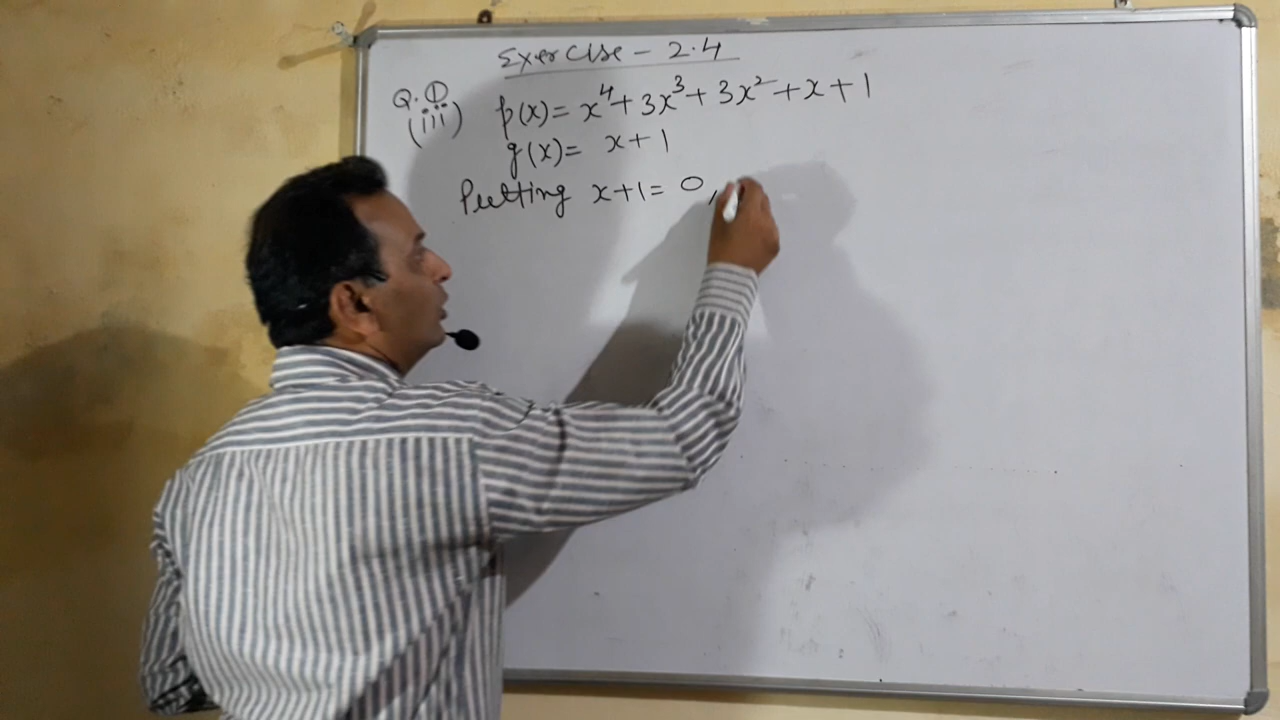 Exercise - 2.4
Q. ①
(iii) p(x) = x⁴ + 3x³ + 3x² + x + 1
g(x) = x + 1
Putting x+1 = 0,